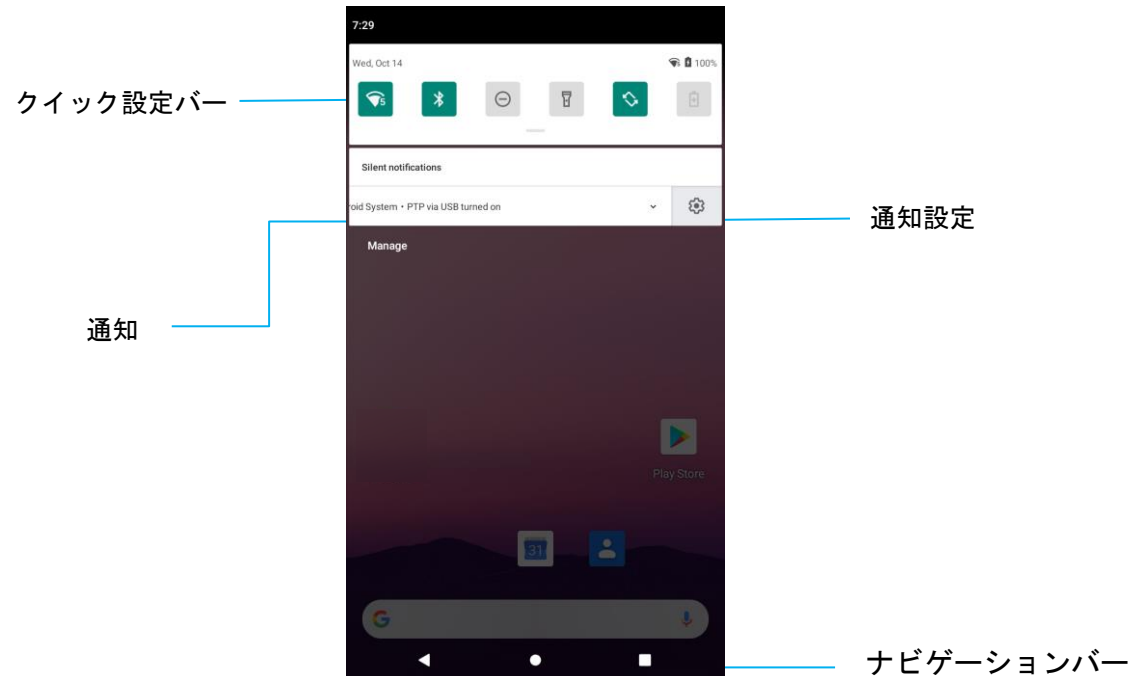 7:29
Wed, Oct 14
100%
クイック設定バー
S
Silent notifications
roid System • PTP via USB turned on
通知設定
Manage
通知
Play Store
31
G
ナビゲーションバー